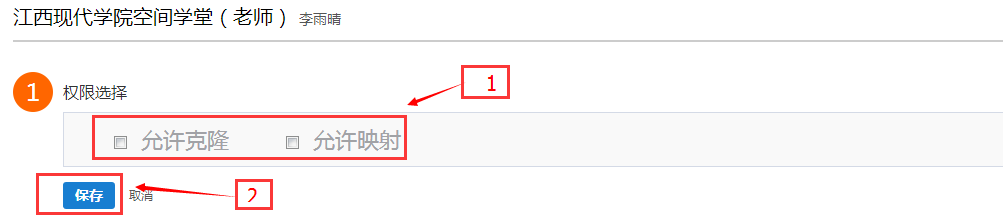 江西现代学院空间学堂（老师） 李雨晴
1 权限选择
1
允许克隆 允许映射
保存 取消
2